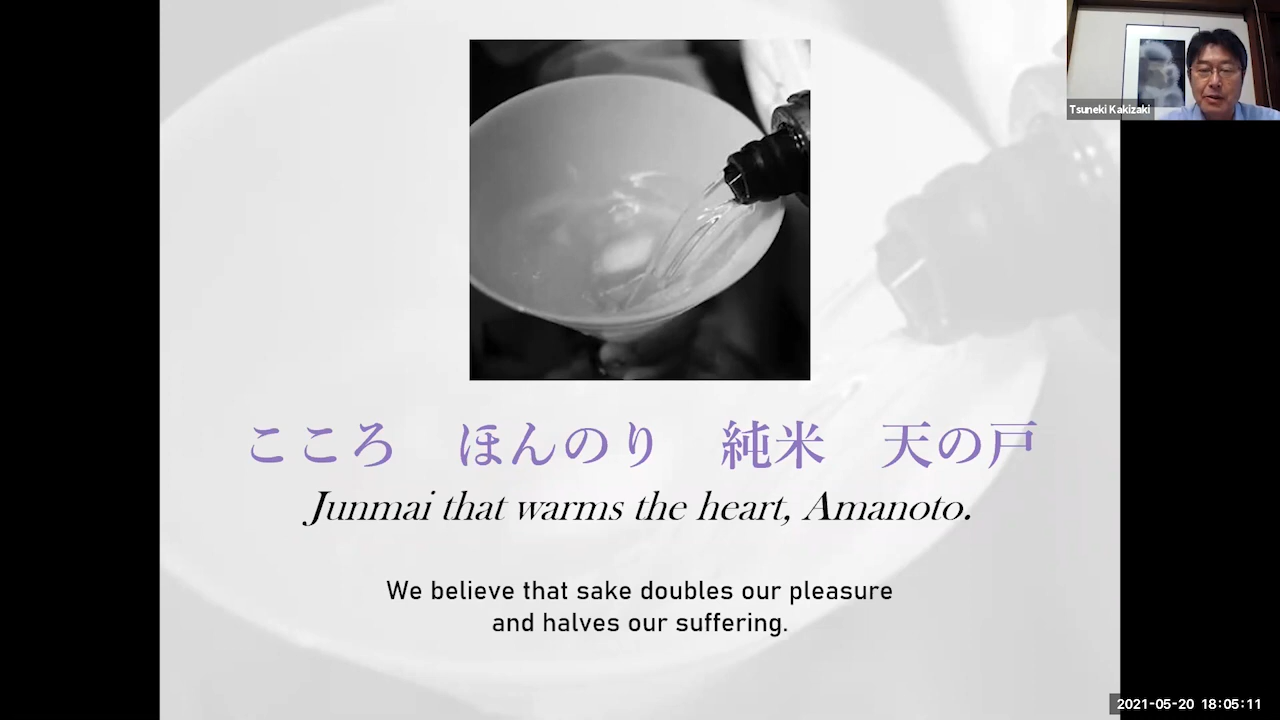 Tsuneki Kakizaki
こころ　ほんのり　純米　天の戸
Junmai that warms the heart, Amanoto.
We believe that sake doubles our pleasure
and halves our suffering.
2021-05-20 18:05:11